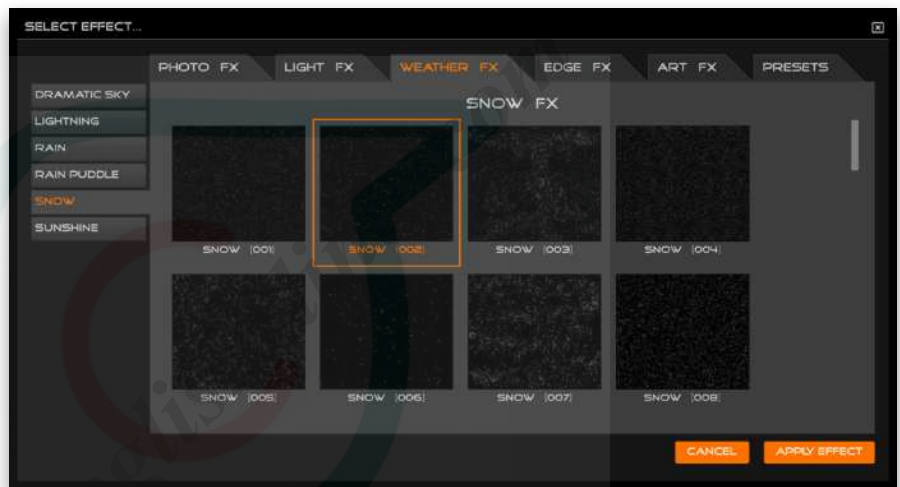 SELECT EFFECT...
PHOTO FX LIGHT FX WEATHER FX EDGE FX ART FX PRESETS
DRAMATIC SKY
LIGHTNING
RAIN
RAIN PUDDLE
SNOW
SUNSHINE
SNOW FX
SNOW [001] SNOW [002] SNOW [003] SNOW [004]
SNOW [005] SNOW [006] SNOW [007] SNOW [008]
CANCEL APPLY EFFECT